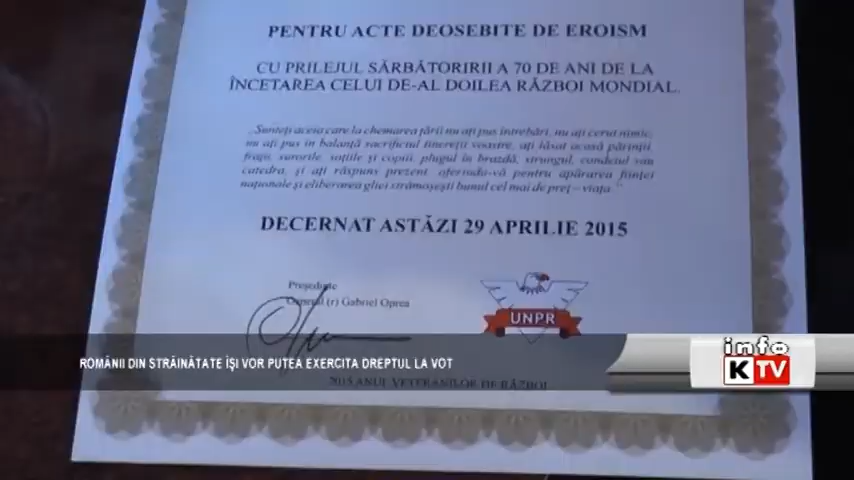 PENTRU ACTE DEOSEBITE DE EROISM
CU PRILEJUL SĂRBĂTORIRII A 70 DE ANI DE LA
ÎNCETAREA CELUI DE-AL DOILEA RĂZBOI MONDIAL.
„Sunteți aceia care la chemarea țării nu ați pus întrebări, nu ați cerut nimic,
nu ați pus în balanță sacrificiul tinereții voastre, ați lăsat acasă părinții,
frații, surorile, soțiile și copiii, plugul în brazdă, strungul, condeiul sau
catedra, și ați răspuns prezent, oferindu-vă pentru apărarea ființei
naționale și eliberarea gliei strămoșești bunul cel mai de preț – viața.”
DECERNAT ASTĂZI 29 APRILIE 2015
Președinte
General (r) Gabriel Oprea
UNPR
ROMÂNII DIN STRĂINĂTATE ÎŞI VOR PUTEA EXERCITA DREPTUL LA VOT
info
KTV
2015 ANUL VETERANILOR DE RĂZBOI